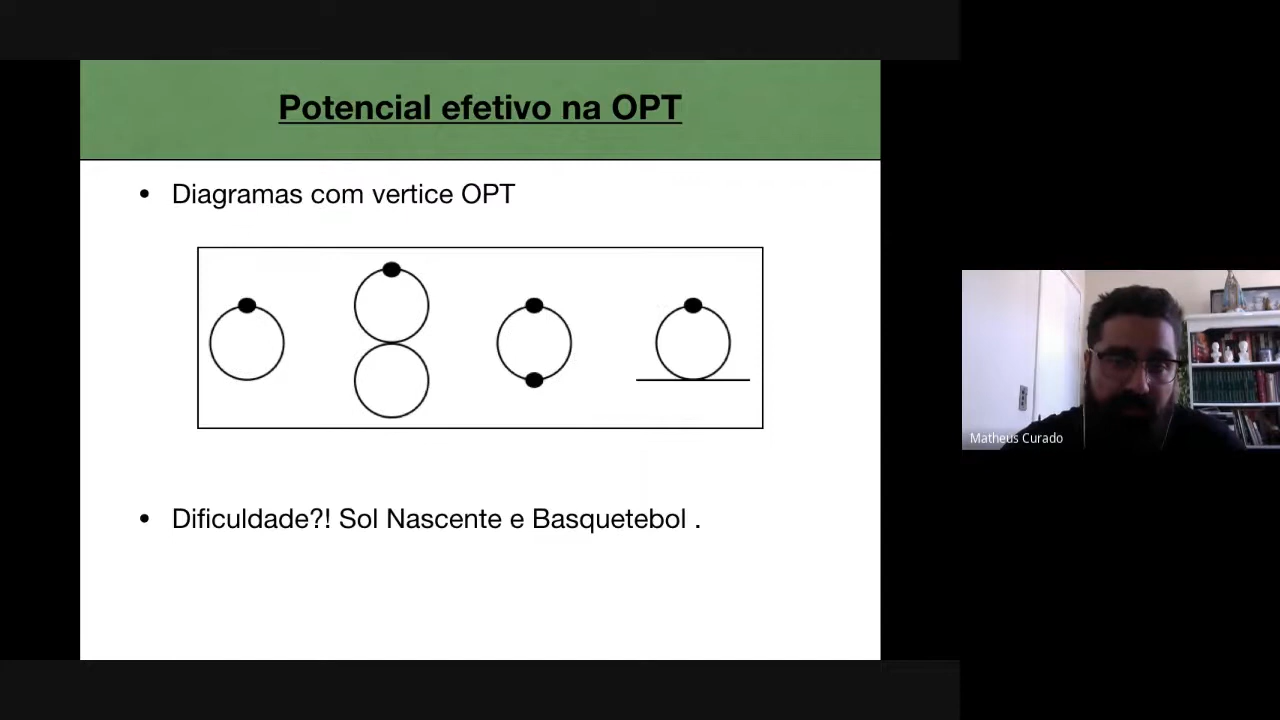 Potencial efetivo na OPT
• Diagramas com vertice OPT
• Dificuldade?! Sol Nascente e Basquetebol .
Matheus Curado